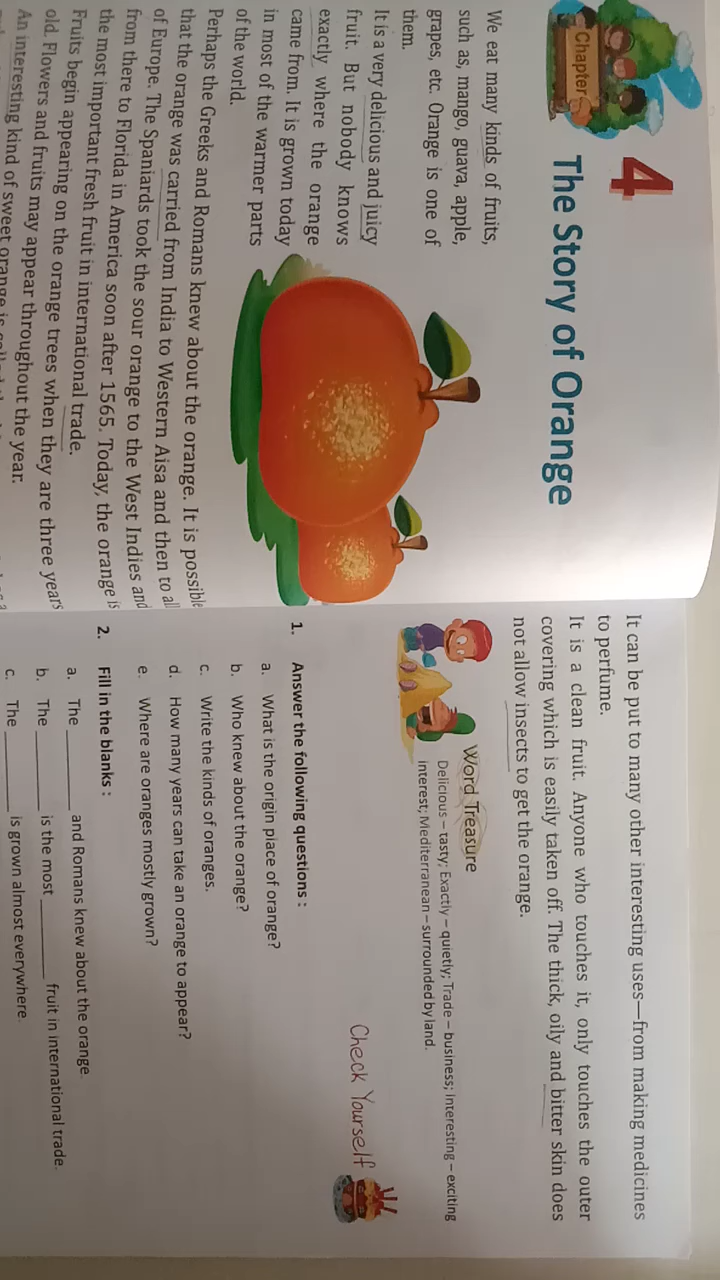 Chapter
4
The Story of Orange
We eat many kinds of fruits,
such as, mango, guava, apple,
grapes, etc. Orange is one of
them.
It is a very delicious and juicy
fruit. But nobody knows
exactly where the orange
came from. It is grown today
in most of the warmer parts
of the world.
Perhaps the Greeks and Romans knew about the orange. It is possible
that the orange was carried from India to Western Aisa and then to all
of Europe. The Spaniards took the sour orange to the West Indies and
from there to Florida in America soon after 1565. Today, the orange is
the most important fresh fruit in international trade.
Fruits begin appearing on the orange trees when they are three years
old. Flowers and fruits may appear throughout the year.
An interesting kind of sweet orange is
It can be put to many other interesting uses—from making medicines
to perfume.
It is a clean fruit. Anyone who touches it, only touches the outer
covering which is easily taken off. The thick, oily and bitter skin does
not allow insects to get the orange.
Word Treasure
Delicious – tasty; Exactly – quietly; Trade – business; Interesting – exciting
interest; Mediterranean – surrounded by land.
Check Yourself
1. Answer the following questions :
a. What is the origin place of orange?
b. Who knew about the orange?
c. Write the kinds of oranges.
d. How many years can take an orange to appear?
e. Where are oranges mostly grown?
2. Fill in the blanks :
a. The ________ and Romans knew about the orange.
b. The ________ is the most ________ fruit in international trade.
c. The ________ is grown almost everywhere.